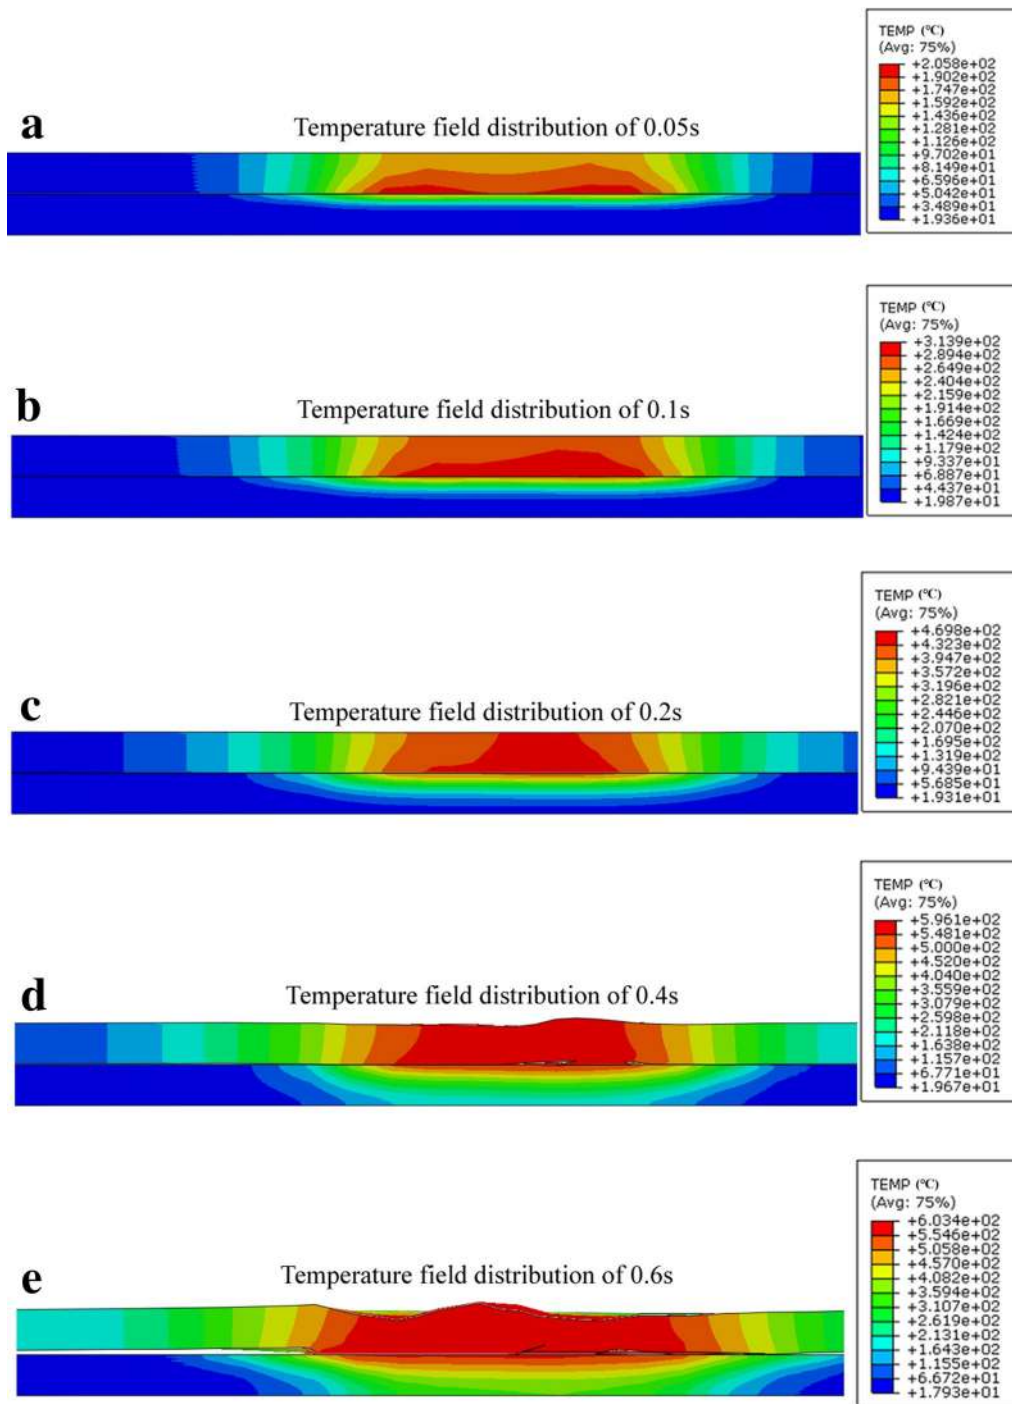 TEMP (°C)
(Avg: 75%)
+2.058e+02
+1.902e+02
+1.747e+02
+1.592e+02
+1.436e+02
+1.281e+02
+1.126e+02
+9.702e+01
+8.149e+01
+6.596e+01
+5.042e+01
+3.489e+01
+1.936e+01
a
Temperature field distribution of 0.05s
TEMP (°C)
(Avg: 75%)
+3.139e+02
+2.894e+02
+2.649e+02
+2.404e+02
+2.159e+02
+1.914e+02
+1.669e+02
+1.424e+02
+1.179e+02
+9.337e+01
+6.887e+01
+4.437e+01
+1.987e+01
b
Temperature field distribution of 0.1s
TEMP (°C)
(Avg: 75%)
+4.698e+02
+4.323e+02
+3.947e+02
+3.572e+02
+3.196e+02
+2.821e+02
+2.446e+02
+2.070e+02
+1.695e+02
+1.319e+02
+9.439e+01
+5.685e+01
+1.931e+01
c
Temperature field distribution of 0.2s
TEMP (°C)
(Avg: 75%)
+5.961e+02
+5.481e+02
+5.000e+02
+4.520e+02
+4.040e+02
+3.559e+02
+3.079e+02
+2.598e+02
+2.118e+02
+1.638e+02
+1.157e+02
+6.771e+01
+1.967e+01
d
Temperature field distribution of 0.4s
TEMP (°C)
(Avg: 75%)
+6.034e+02
+5.546e+02
+5.058e+02
+4.570e+02
+4.082e+02
+3.594e+02
+3.107e+02
+2.619e+02
+2.131e+02
+1.643e+02
+1.155e+02
+6.672e+01
+1.793e+01
e
Temperature field distribution of 0.6s